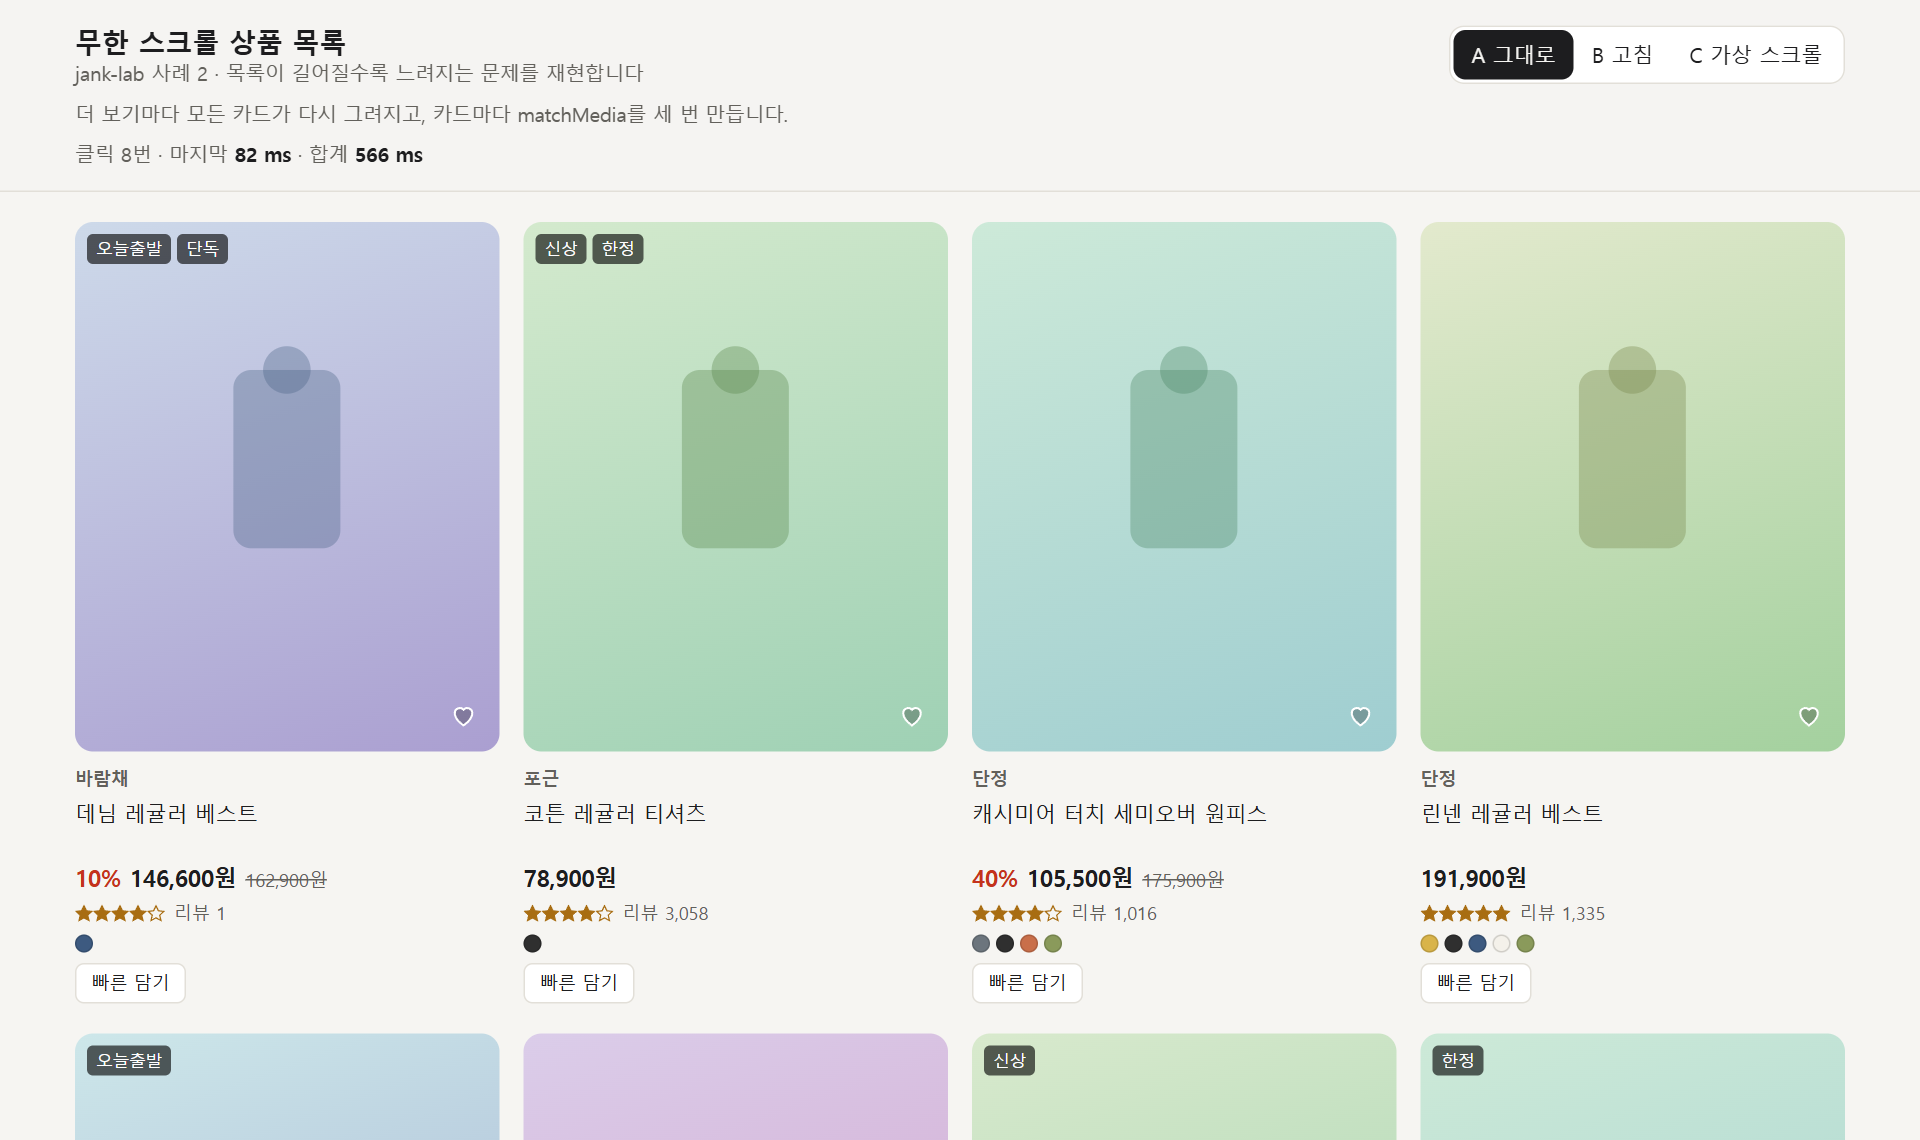 무한 스크롤 상품 목록
jank-lab 사례 2 · 목록이 길어질수록 느려지는 문제를 재현합니다
더 보기마다 모든 카드가 다시 그려지고, 카드마다 matchMedia를 세 번 만듭니다.
클릭 8번 · 마지막 82 ms · 합계 566 ms
A 그대로 B 고침 C 가상 스크롤
오늘출발 단독
신상 한정
바람채
데님 레귤러 베스트
10% 146,600원 162,900원
★★★★☆ 리뷰 1
빠른 담기
포근
코튼 레귤러 티셔츠
78,900원
★★★★☆ 리뷰 3,058
빠른 담기
단정
캐시미어 터치 세미오버 원피스
40% 105,500원 175,900원
★★★★☆ 리뷰 1,016
빠른 담기
단정
린넨 레귤러 베스트
191,900원
★★★★★ 리뷰 1,335
빠른 담기
오늘출발
신상
한정